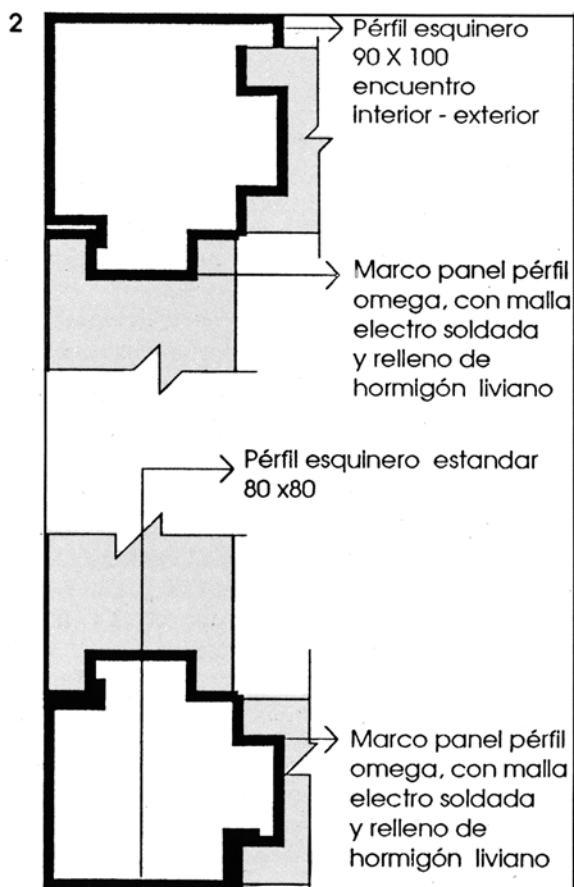 2
Pérfil esquinero
90 X 100
encuentro
interior - exterior
Marco panel pérfil
omega, con malla
electro soldada
y relleno de
hormigón liviano
Pérfil esquinero estandar
80 x80
Marco panel pérfil
omega, con malla
electro soldada
y relleno de
hormigón liviano